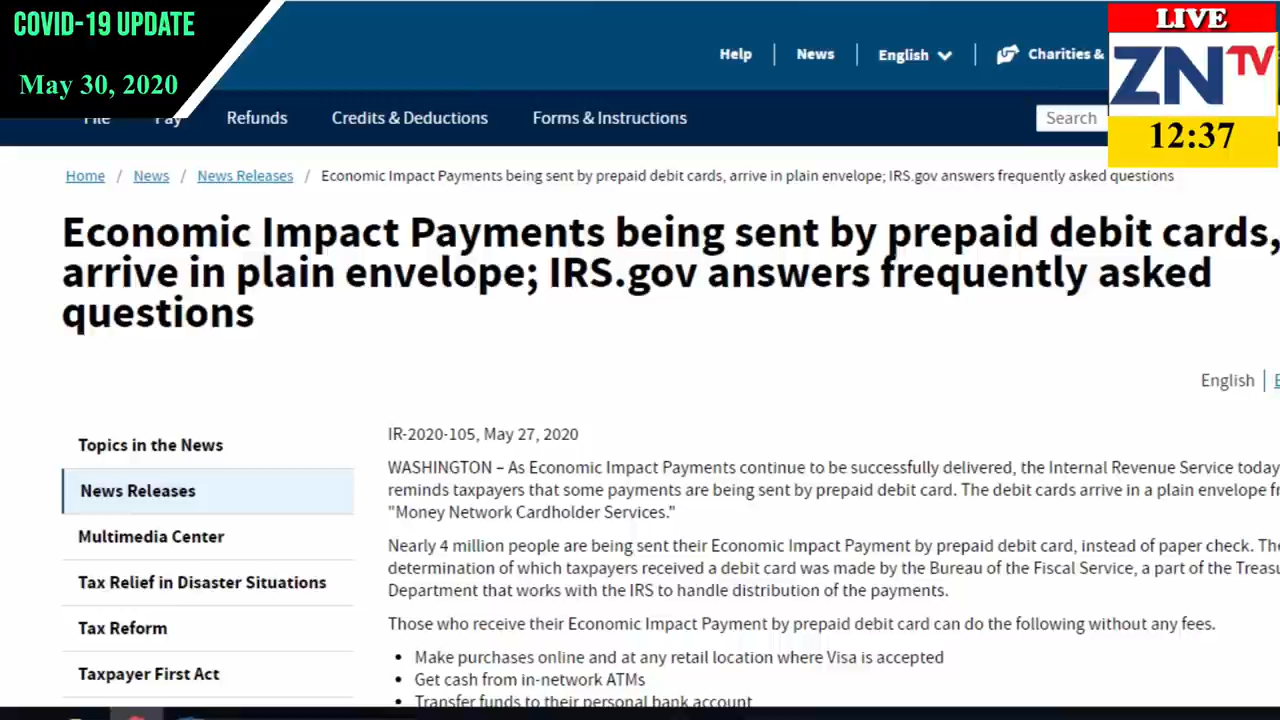 COVID-19 UPDATE
May 30, 2020
LIVE
ZNTV
12:37
Help
News
English
Charities &
File
Pay
Refunds
Credits & Deductions
Forms & Instructions
Search
Home / News / News Releases / Economic Impact Payments being sent by prepaid debit cards, arrive in plain envelope; IRS.gov answers frequently asked questions
Economic Impact Payments being sent by prepaid debit cards,
arrive in plain envelope; IRS.gov answers frequently asked
questions
English
Topics in the News
News Releases
Multimedia Center
Tax Relief in Disaster Situations
Tax Reform
Taxpayer First Act
IR-2020-105, May 27, 2020
WASHINGTON – As Economic Impact Payments continue to be successfully delivered, the Internal Revenue Service today
reminds taxpayers that some payments are being sent by prepaid debit card. The debit cards arrive in a plain envelope
"Money Network Cardholder Services."
Nearly 4 million people are being sent their Economic Impact Payment by prepaid debit card, instead of paper check.
determination of which taxpayers received a debit card was made by the Bureau of the Fiscal Service, a part of the
Department that works with the IRS to handle distribution of the payments.
Those who receive their Economic Impact Payment by prepaid debit card can do the following without any fees.
• Make purchases online and at any retail location where Visa is accepted
• Get cash from in-network ATMs
• Transfer funds to their personal bank account